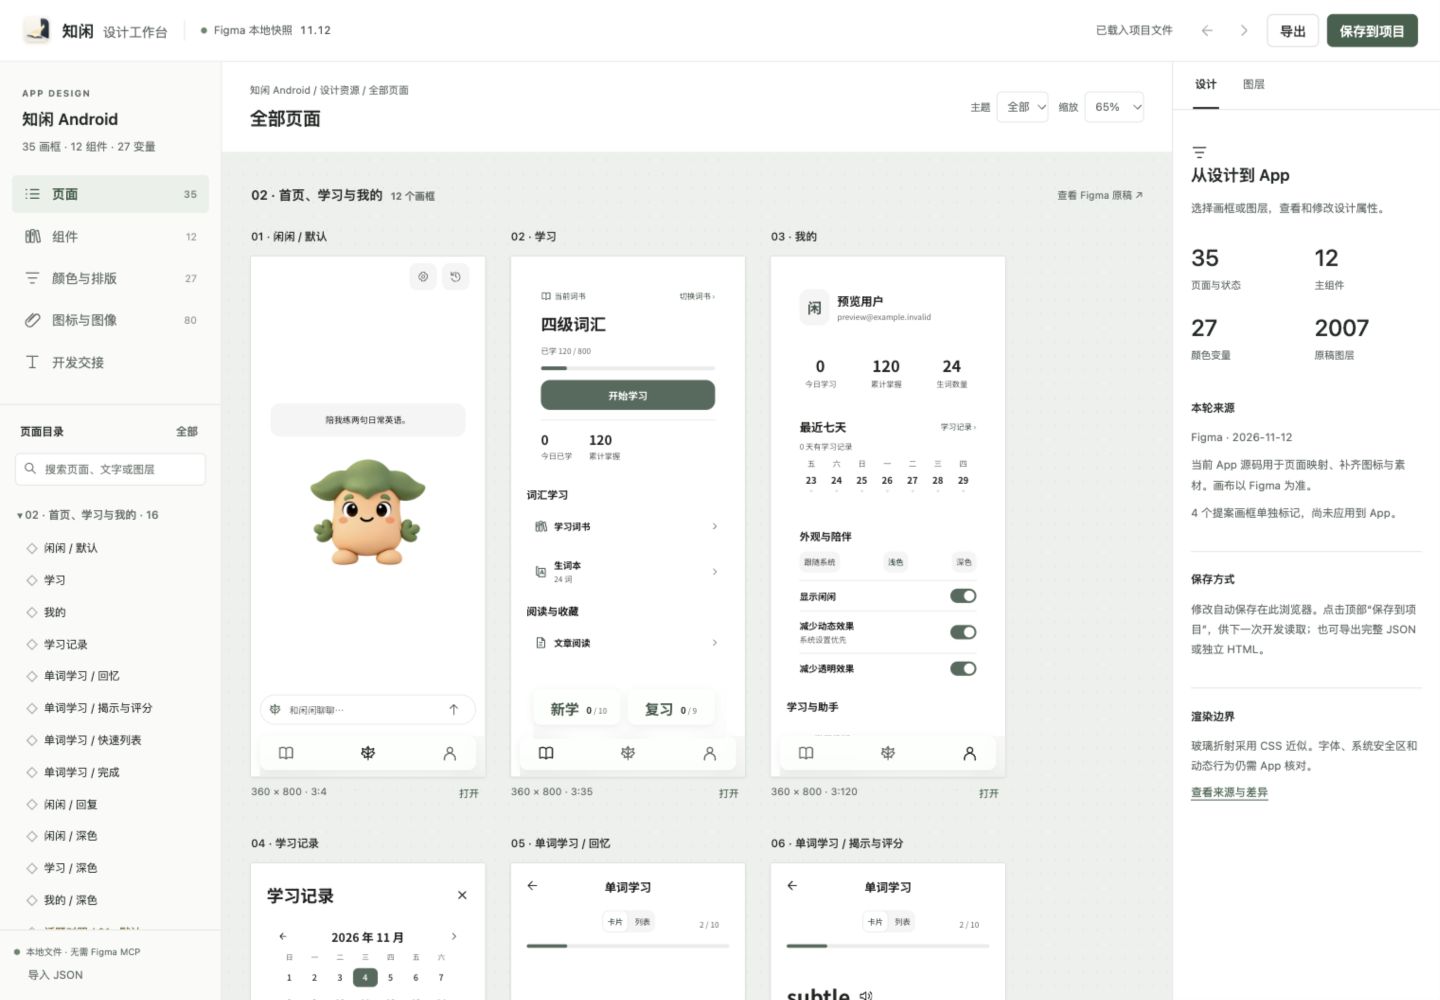 知闲 设计工作台
Figma 本地快照 11.12
已载入项目文件
导出
保存到项目
APP DESIGN
知闲 Android
35 画框 · 12 组件 · 27 变量
页面 35
组件 12
颜色与排版 27
图标与图像 80
开发交接
页面目录 全部
搜索页面、文字或图层
▾ 02 · 首页、学习与我的 · 16
闲闲 / 默认
学习
我的
学习记录
单词学习 / 回忆
单词学习 / 揭示与评分
单词学习 / 快速列表
单词学习 / 完成
闲闲 / 回复
闲闲 / 深色
学习 / 深色
我的 / 深色
本地文件 · 无需 Figma MCP
导入 JSON
知闲 Android / 设计资源 / 全部页面
全部页面
主题 全部 缩放 65%
02 · 首页、学习与我的 12 个画框
查看 Figma 原稿 ↗
01 · 闲闲 / 默认
陪我练两句日常英语。
和闲闲聊聊…
360 × 800 · 3:4 打开
02 · 学习
当前词书 切换词书 ›
四级词汇
已学 120 / 800
开始学习
0 120
今日已学 累计掌握
词汇学习
学习词书
生词本
24 词
阅读与收藏
文章阅读
新学 0 / 10 复习 0 / 9
360 × 800 · 3:35 打开
03 · 我的
闲 预览用户
preview@example.invalid
0 120 24
今日学习 累计掌握 生词数量
最近七天 学习记录 ›
0 天有学习记录
五 六 日 一 二 三 四
23 24 25 26 27 28 29
外观与陪伴
跟随系统 浅色 深色
显示闲闲
减少动态效果
系统设置优先
减少透明效果
学习与助手
360 × 800 · 3:120 打开
04 · 学习记录
学习记录
2026 年 11 月
日 一 二 三 四 五 六
1 2 3 4 5 6 7
05 · 单词学习 / 回忆
单词学习
卡片 列表 2 / 10
06 · 单词学习 / 揭示与评分
单词学习
卡片 列表 2 / 10
subtle
设计 图层
从设计到 App
选择画框或图层，查看和修改设计属性。
35 12
页面与状态 主组件
27 2007
颜色变量 原稿图层
本轮来源
Figma · 2026-11-12
当前 App 源码用于页面映射、补齐图标与素
材。画布以 Figma 为准。
4 个提案画框单独标记，尚未应用到 App。
保存方式
修改自动保存在此浏览器。点击顶部“保存到项
目”，供下一次开发读取；也可导出完整 JSON
或独立 HTML。
渲染边界
玻璃折射采用 CSS 近似。字体、系统安全区和
动态行为仍需 App 核对。
查看来源与差异